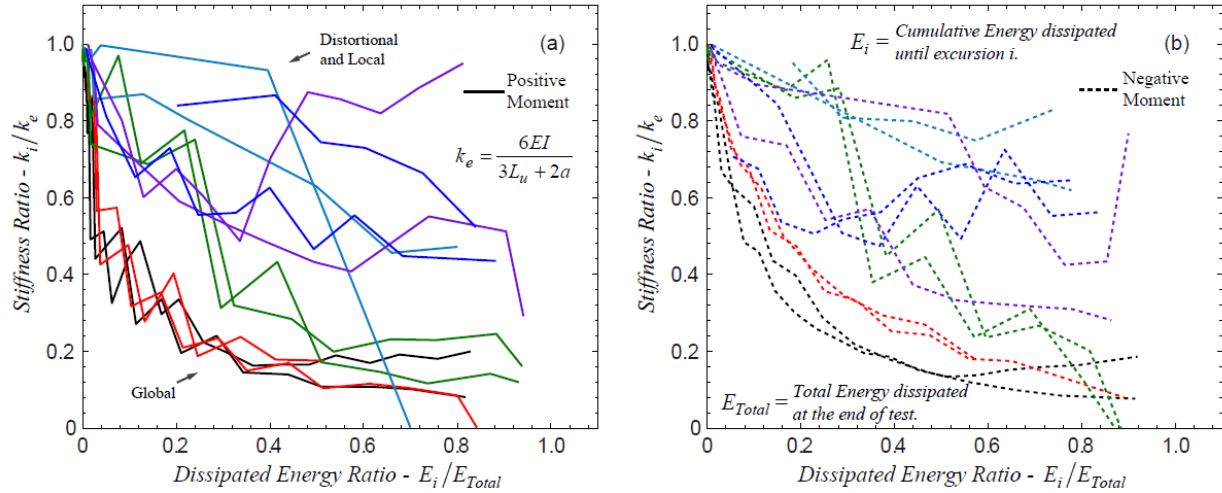 (a)
Distortional
and Local
Positive
Moment
k_e = 6EI / (3L_u + 2a)
Global
Stiffness Ratio - k_i/k_e
1.0
0.8
0.6
0.4
0.2
0
0 0.2 0.4 0.6 0.8 1.0
Dissipated Energy Ratio - E_i/E_Total
(b)
E_i = Cumulative Energy dissipated
until excursion i.
Negative
Moment
E_Total = Total Energy dissipated
at the end of test.
Stiffness Ratio - k_i/k_e
1.0
0.8
0.6
0.4
0.2
0
0 0.2 0.4 0.6 0.8 1.0
Dissipated Energy Ratio - E_i/E_Total